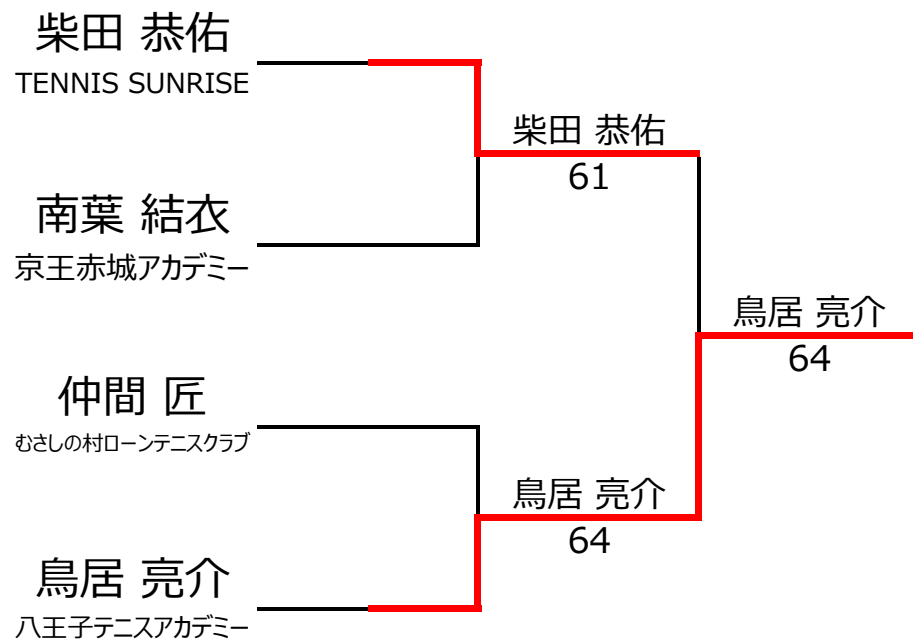 柴田 恭佑
TENNIS SUNRISE
柴田 恭佑
61
南葉 結衣
京王赤城アカデミー
鳥居 亮介
64
仲間 匠
むさしの村ローンテニスクラブ
鳥居 亮介
64
鳥居 亮介
八王子テニスアカデミー